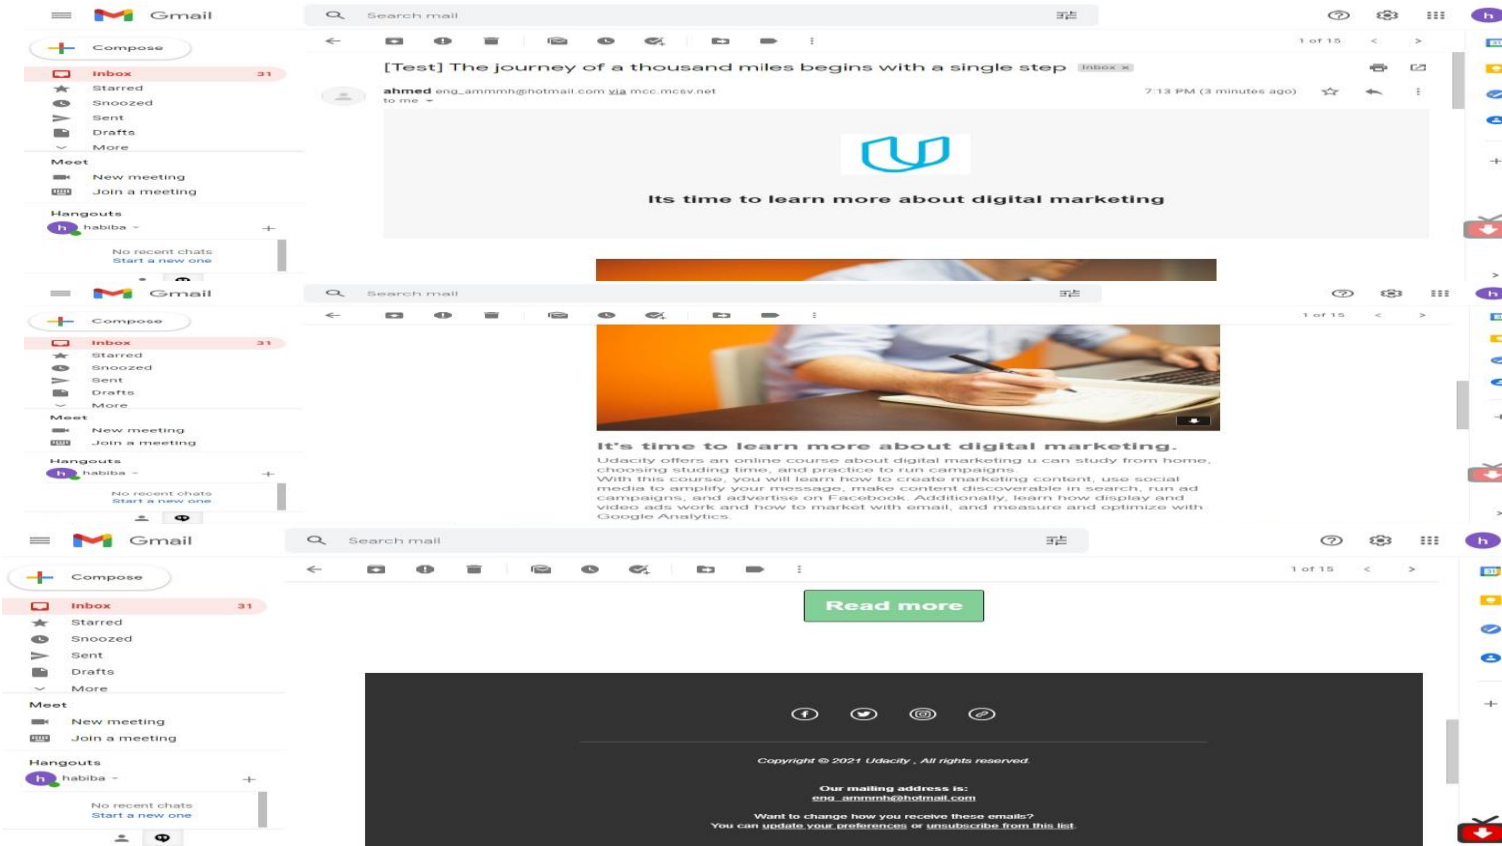 Gmail
Search mail
Compose
1 of 15
Inbox 31
Starred
Snoozed
Sent
Drafts
More
Meet
New meeting
Join a meeting
Hangouts
h habiba
No recent chats
Start a new one
h
[Test] The journey of a thousand miles begins with a single step Inbox x
ahmed eng_ammmh@hotmail.com via mcc.mcsv.net 7:13 PM (3 minutes ago)
to me
Its time to learn more about digital marketing
Gmail
Search mail
h
Compose
1 of 15
Inbox 31
Starred
Snoozed
Sent
Drafts
More
Meet
New meeting
Join a meeting
Hangouts
h habiba
No recent chats
Start a new one
It's time to learn more about digital marketing.
Udacity offers an online course about digital marketing u can study from home,
choosing studing time, and practice to run campaigns.
With this course, you will learn how to create marketing content, use social
media to amplify your message, make content discoverable in search, run ad
campaigns, and advertise on Facebook. Additionally, learn how display and
video ads work and how to market with email, and measure and optimize with
Google Analytics.
Gmail
Search mail
h
Compose
1 of 15
31
Inbox 31
Starred
Snoozed
Sent
Drafts
More
Meet
New meeting
Join a meeting
Hangouts
h habiba
No recent chats
Start a new one
Read more
Copyright © 2021 Udacity , All rights reserved.
Our mailing address is:
eng_ammmh@hotmail.com
Want to change how you receive these emails?
You can update your preferences or unsubscribe from this list.